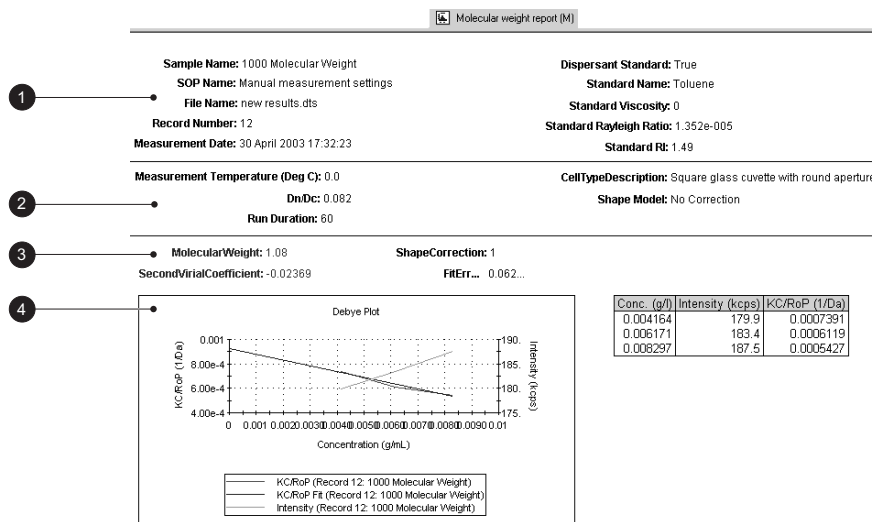 Molecular weight report (M)
Sample Name: 1000 Molecular Weight
Dispersant Standard: True
1
SOP Name: Manual measurement settings
Standard Name: Toluene
File Name: new results.dts
Standard Viscosity: 0
Record Number: 12
Standard Rayleigh Ratio: 1.352e-005
Measurement Date: 30 April 2003 17:32:23
Standard RI: 1.49
Measurement Temperature (Deg C): 0.0
CellTypeDescription: Square glass cuvette with round aperture
2
Dn/Dc: 0.082
Shape Model: No Correction
Run Duration: 60
3
MolecularWeight: 1.08
ShapeCorrection: 1
SecondVirialCoefficient: -0.02369
FitErr... 0.062...
4
Debye Plot
KC/RoP (1/Da)
0.001
8.00e-4
6.00e-4
4.00e-4
190.
185.
180.
175.
Intensity (kcps)
0 0.001 0.0020.0030.0040.0050.0060.0070.0080.0090 0.01
Concentration (g/mL)
KC/RoP (Record 12: 1000 Molecular Weight)
KC/RoP Fit (Record 12: 1000 Molecular Weight)
Intensity (Record 12: 1000 Molecular Weight)
Conc. (g/l) Intensity (kcps) KC/RoP (1/Da)
0.004164 179.9 0.0007391
0.006171 183.4 0.0006119
0.008297 187.5 0.0005427